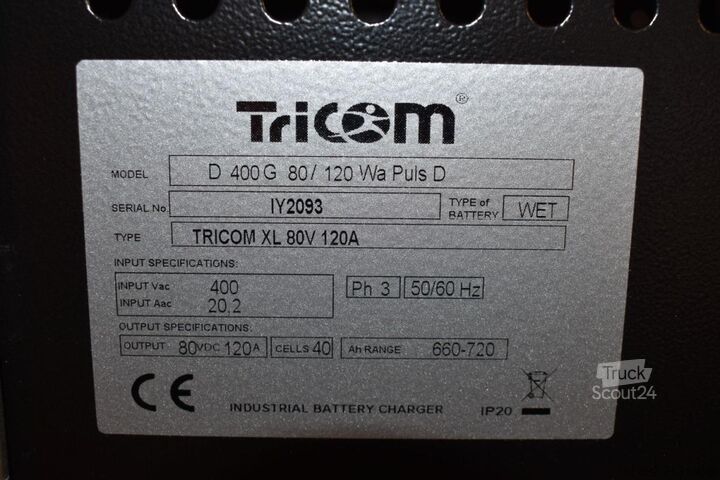 TriCOM®
MODEL D 400 G 80 / 120 Wa Puls D
SERIAL No. IY2093 TYPE of BATTERY WET
TYPE TRICOM XL 80V 120A
INPUT SPECIFICATIONS:
INPUT Vac 400 Ph 3 50/60 Hz
INPUT Aac 20,2
OUTPUT SPECIFICATIONS:
OUTPUT 80VDC 120A CELLS 40 Ah RANGE 660-720
CE INDUSTRIAL BATTERY CHARGER IP20
Truck
Scout24